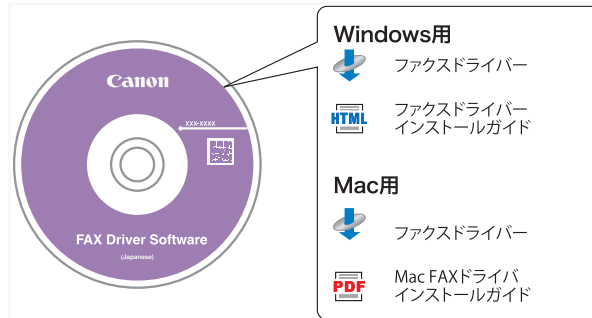 Canon
xxx-xxxx
FAX Driver Software
(Japanese)
Windows用
ファクスドライバー
HTML
ファクスドライバー
インストールガイド
Mac用
ファクスドライバー
PDF
Mac FAXドライバ
インストールガイド